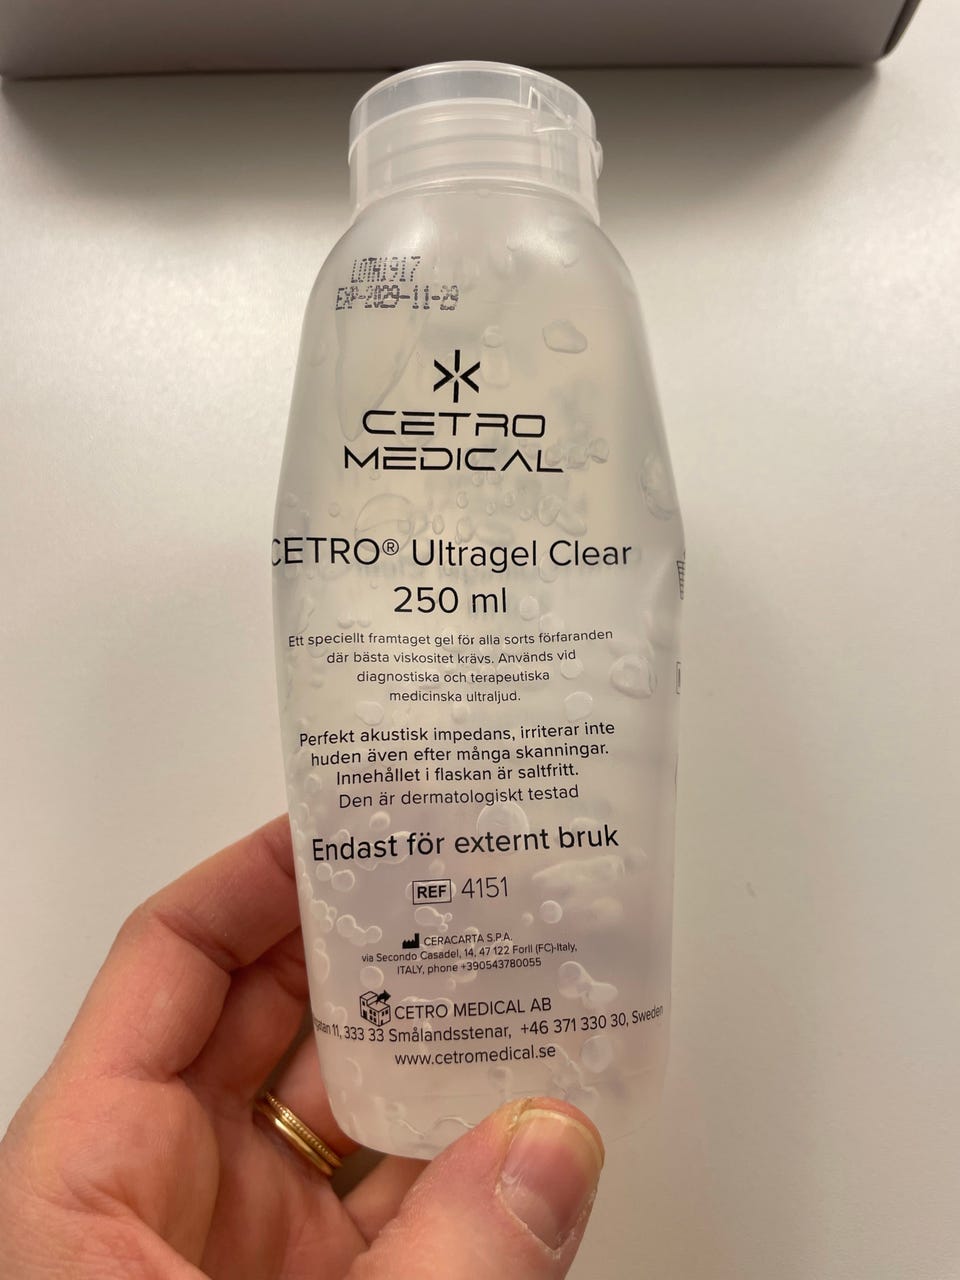 LOTH1917
EXP-2029-11-29
CETRO
MEDICAL
CETRO® Ultragel Clear
250 ml
Ett speciellt framtaget gel för alla sorts förfaranden
där bästa viskositet krävs. Används vid
diagnostiska och terapeutiska
medicinska ultraljud.
Perfekt akustisk impedans, irriterar inte
huden även efter många skanningar.
Innehållet i flaskan är saltfritt.
Den är dermatologiskt testad
Endast för externt bruk
REF 4151
CERACARTA S.P.A.
via Secondo Casadel, 14, 47 122 Forlì (FC)-Italy,
ITALY, phone +390543780055
CETRO MEDICAL AB
11, 333 33 Smålandsstenar, +46 371 330 30, Sweden
www.cetromedical.se